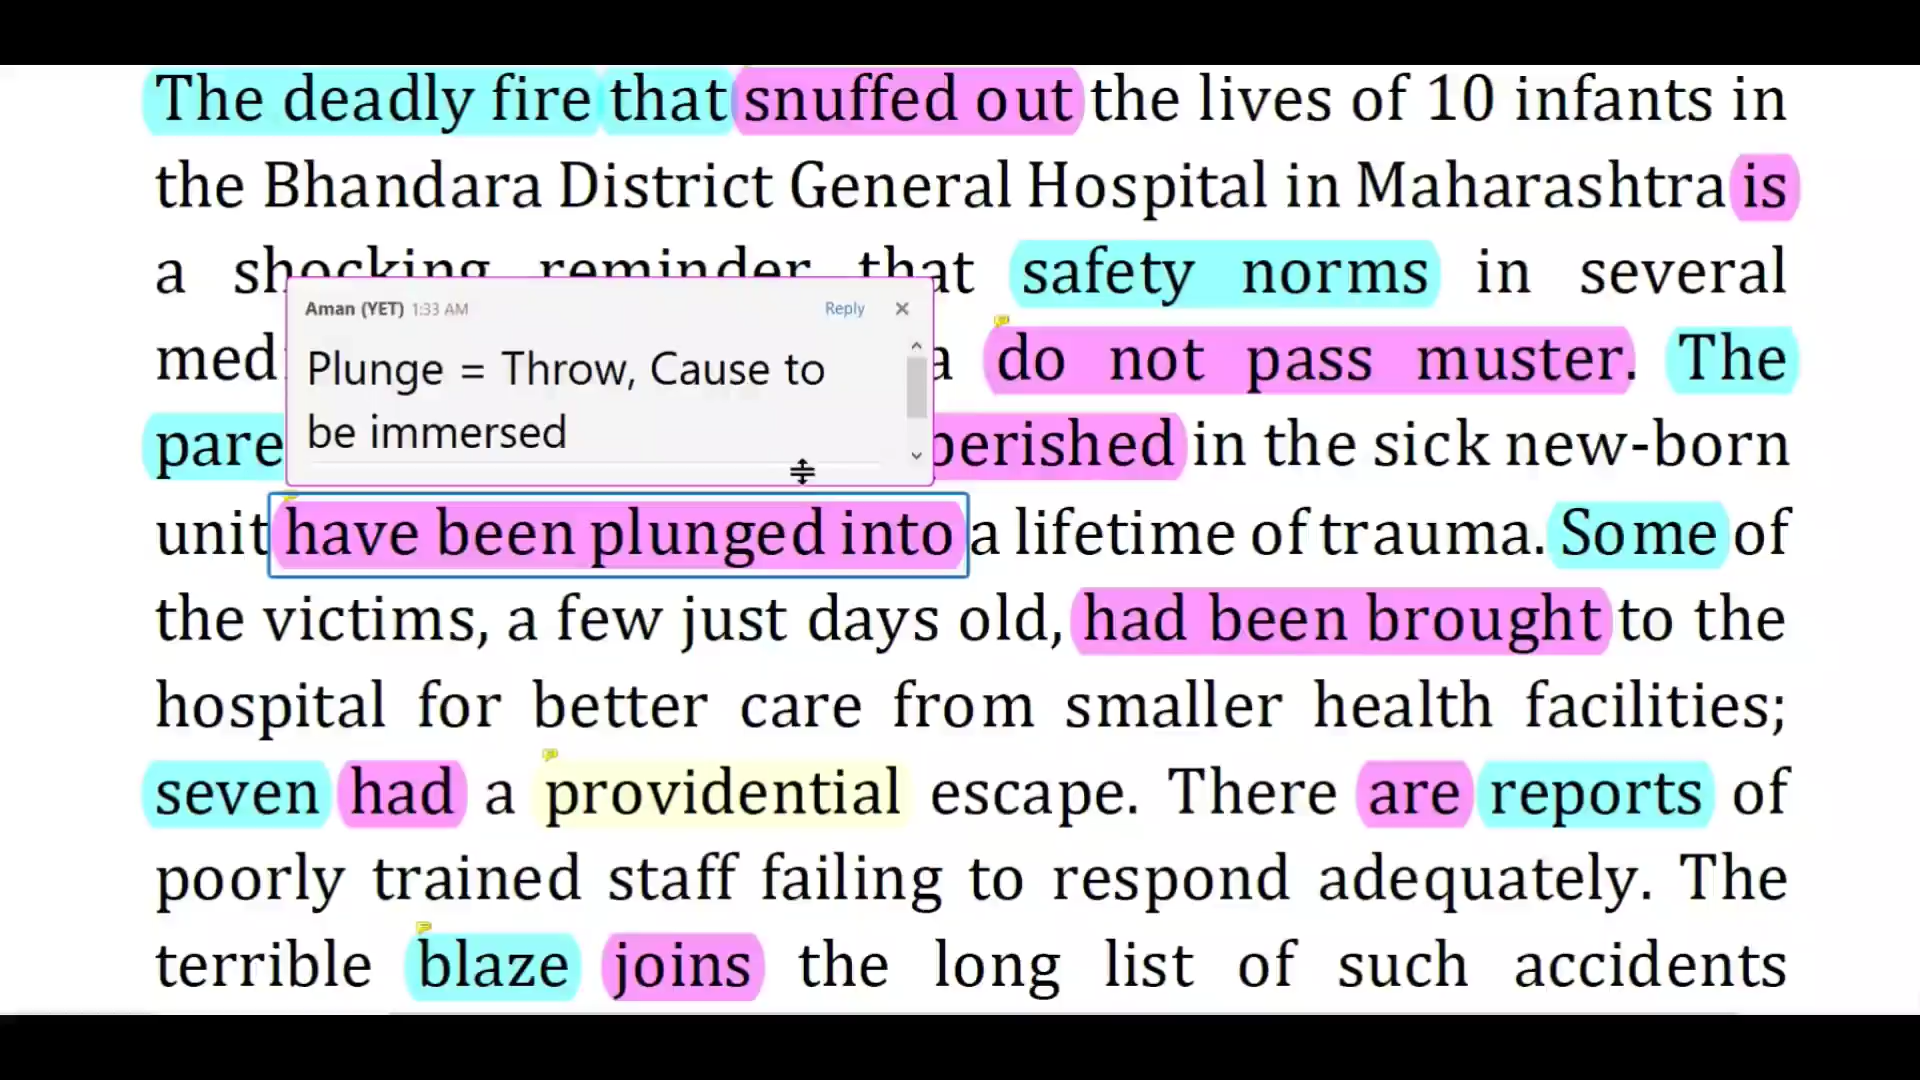 The deadly fire that snuffed out the lives of 10 infants in
the Bhandara District General Hospital in Maharashtra is
a shocking reminder that safety norms in several
do not pass muster. The
Aman (YET) 1:33 AM Reply
Plunge = Throw, Cause to
be immersed
perished in the sick new-born
unit have been plunged into a lifetime of trauma. Some of
the victims, a few just days old, had been brought to the
hospital for better care from smaller health facilities;
seven had a providential escape. There are reports of
poorly trained staff failing to respond adequately. The
terrible blaze joins the long list of such accidents